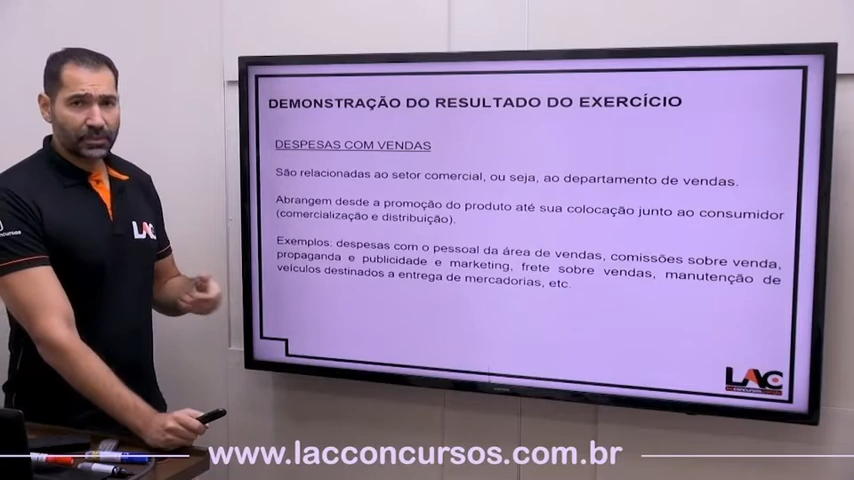 DEMONSTRAÇÃO DO RESULTADO DO EXERCÍCIO
DESPESAS COM VENDAS
São relacionadas ao setor comercial, ou seja, ao departamento de vendas.
Abrangem desde a promoção do produto até sua colocação junto ao consumidor
(comercialização e distribuição).
Exemplos: despesas com o pessoal da área de vendas, comissões sobre venda,
propaganda e publicidade e marketing, frete sobre vendas, manutenção de
veículos destinados à entrega de mercadorias, etc.
LAC
LAC
CONCURSOS
www.lacconcursos.com.br